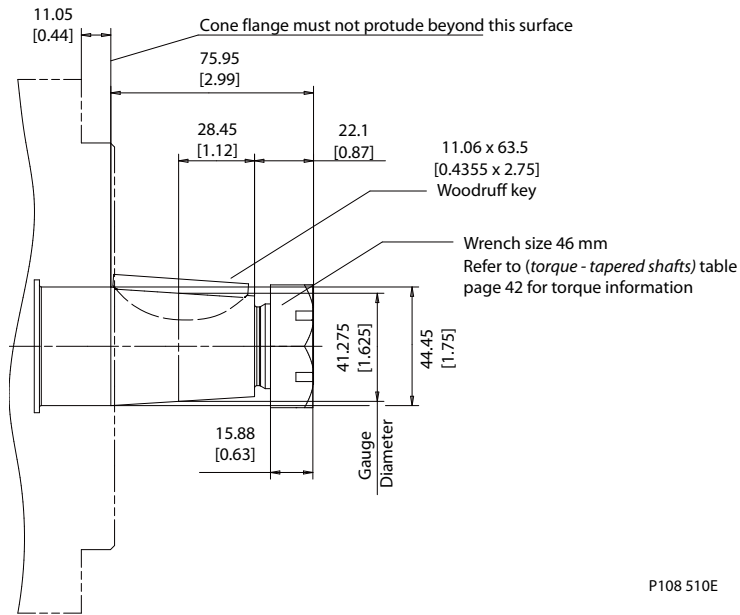 11.05
[0.44]
Cone flange must not protude beyond this surface
75.95
[2.99]
28.45
[1.12]
22.1
[0.87]
11.06 x 63.5
[0.4355 x 2.75]
Woodruff key
Wrench size 46 mm
Refer to (torque - tapered shafts) table
page 42 for torque information
41.275
[1.625]
44.45
[1.75]
15.88
[0.63]
Gauge
Diameter
P108 510E